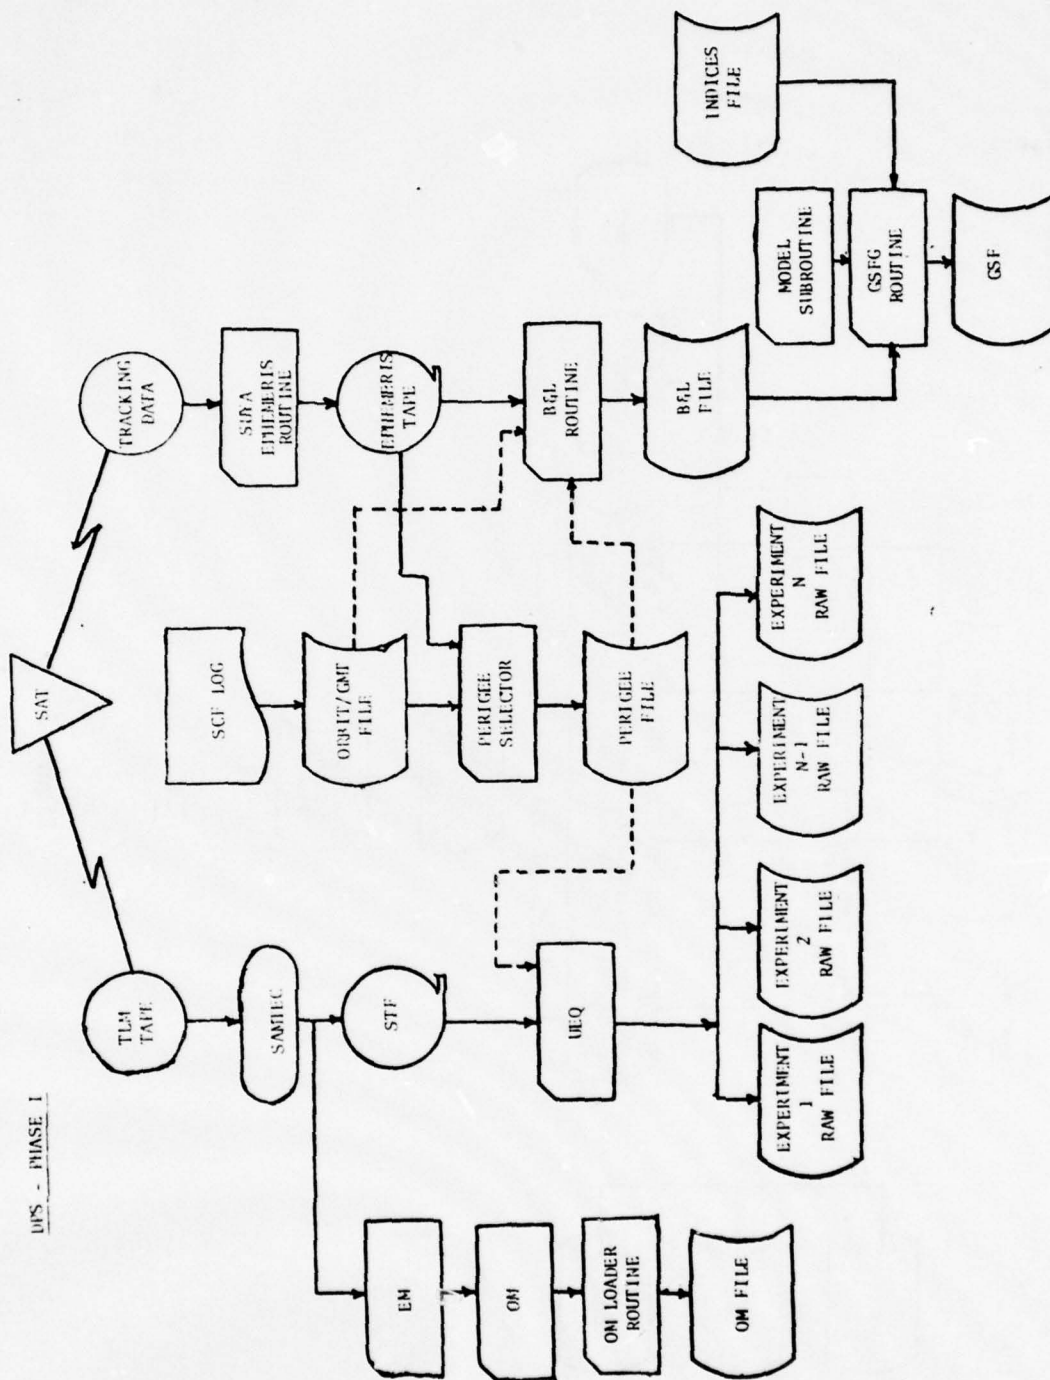 DPS - PHASE I
SAT
TLM
TAPE
TRACKING
DATA
SCF LOG
SAMTEC
EPHEMERIS
ROUTINE
ORBIT/GMT
FILE
STF
EPHEMERIS
TAPE
EM
PERIGEE
SELECTOR
OM
UEQ
B&L
ROUTINE
PERIGEE
FILE
OM LOADER
ROUTINE
B&L
FILE
INDICES
FILE
OM FILE
EXPERIMENT
1
RAW FILE
EXPERIMENT
2
RAW FILE
EXPERIMENT
N-1
RAW FILE
EXPERIMENT
N
RAW FILE
MODEL
SUBROUTINE
GSFG
ROUTINE
GSF